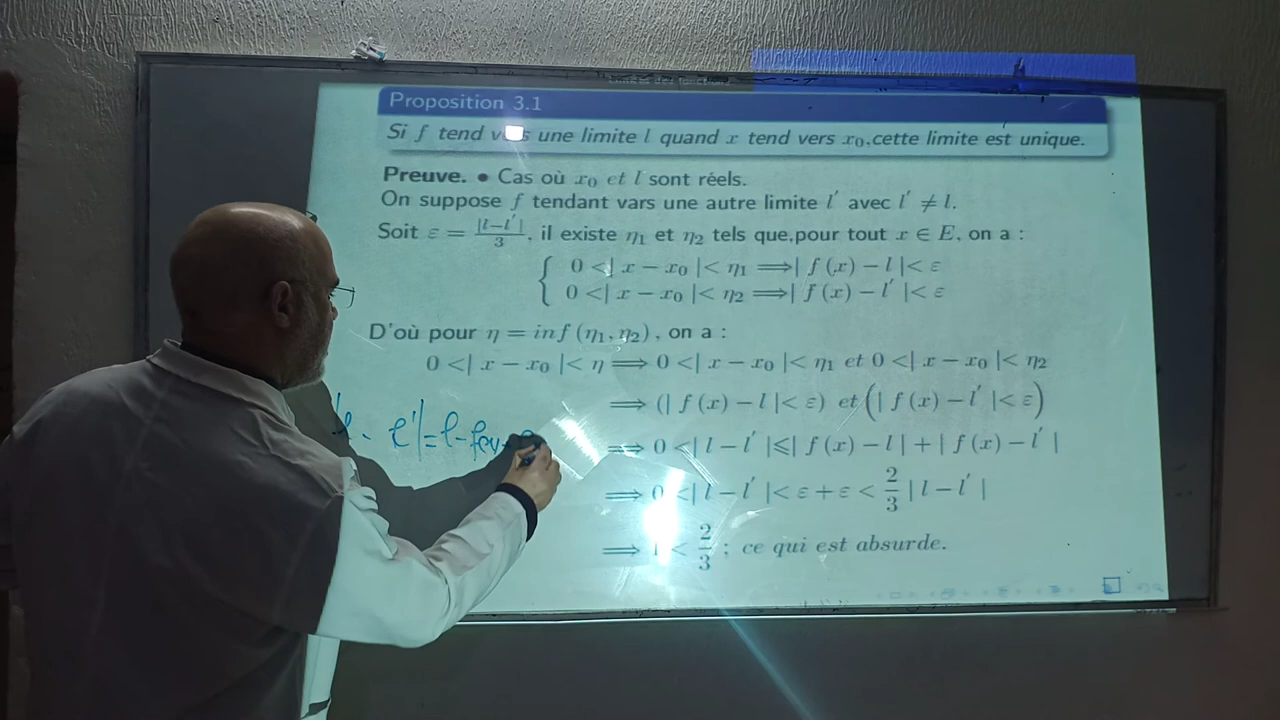 Proposition 3.1
Si f tend vers une limite l quand x tend vers x₀,cette limite est unique.
Preuve. • Cas où x₀ et l sont réels.
On suppose f tendant vars une autre limite l′ avec l′ ≠ l.
Soit ε = |l−l′|/3, il existe η₁ et η₂ tels que,pour tout x ∈ E, on a :
{ 0 <| x − x₀ |< η₁ ⟹| f (x) − l |< ε
0 <| x − x₀ |< η₂ ⟹| f (x) − l′ |< ε
D'où pour η = inf (η₁, η₂), on a :
0 <| x − x₀ |< η ⟹ 0 <| x − x₀ |< η₁ et 0 <| x − x₀ |< η₂
⟹ (| f (x) − l |< ε) et (| f (x) − l′ |< ε)
|l - l'| = l - f(x)
⟹ 0 <| l − l′ |⩽| f (x) − l | + | f (x) − l′ |
⟹ 0 <| l − l′ |< ε + ε < 2/3 | l − l′ |
⟹ 1 < 2/3 ; ce qui est absurde.